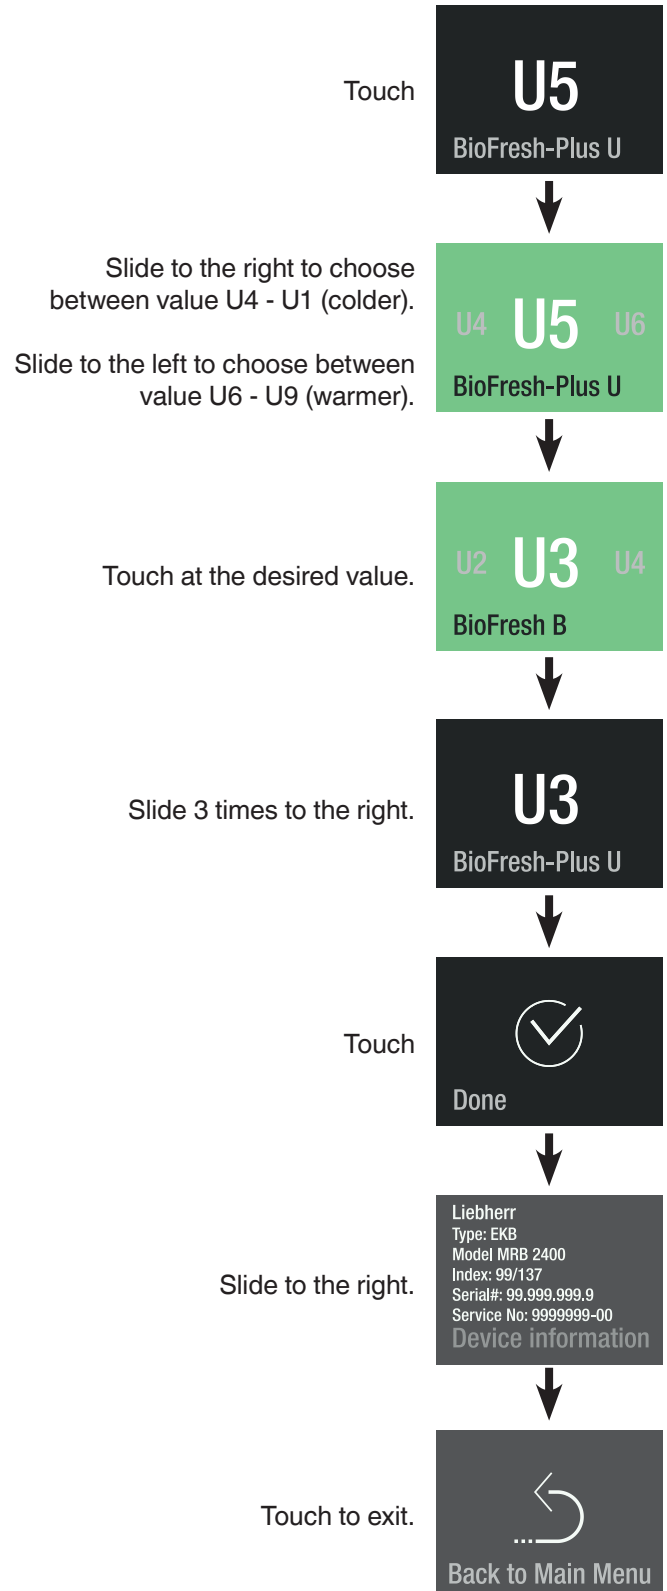 Touch
U5
BioFresh-Plus U
Slide to the right to choose
between value U4 - U1 (colder).
Slide to the left to choose between
value U6 - U9 (warmer).
U4 U5 U6
BioFresh-Plus U
Touch at the desired value.
U2 U3 U4
BioFresh B
Slide 3 times to the right.
U3
BioFresh-Plus U
Touch
Done
Slide to the right.
Liebherr
Type: EKB
Model MRB 2400
Index: 99/137
Serial#: 99.999.999.9
Service No: 9999999-00
Device information
Touch to exit.
Back to Main Menu